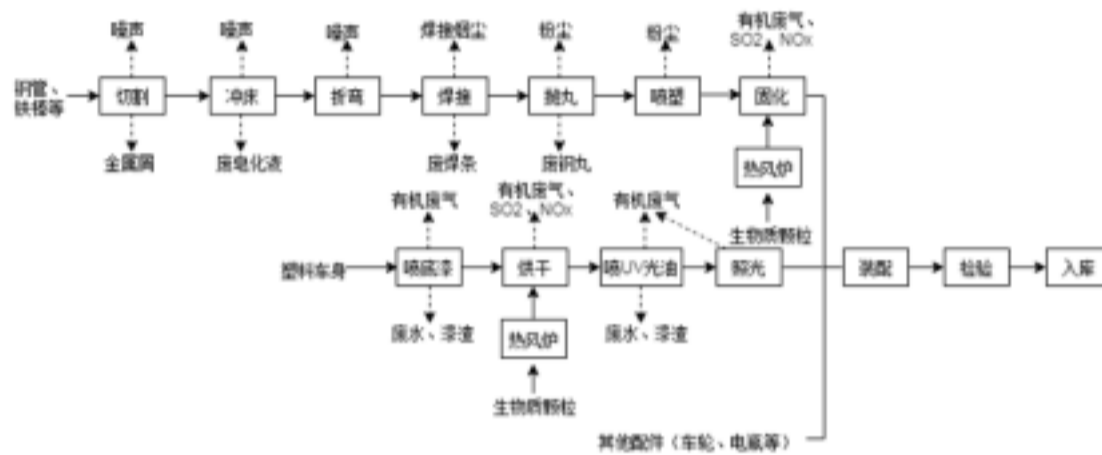 噪声
噪声
噪声
焊接烟尘
粉尘
粉尘
有机废气、
SO2、NOx
钢管、
铁棒等
切割
冲床
折弯
焊接
抛丸
喷塑
固化
金属屑
废皂化液
废焊条
废钢丸
热风炉
生物质颗粒
有机废气
有机废气、
SO2、NOx
有机废气
塑料车身
喷底漆
烘干
喷UV光油
照光
装配
检验
入库
废水、漆渣
热风炉
废水、漆渣
生物质颗粒
其他配件（车轮、电瓶等）